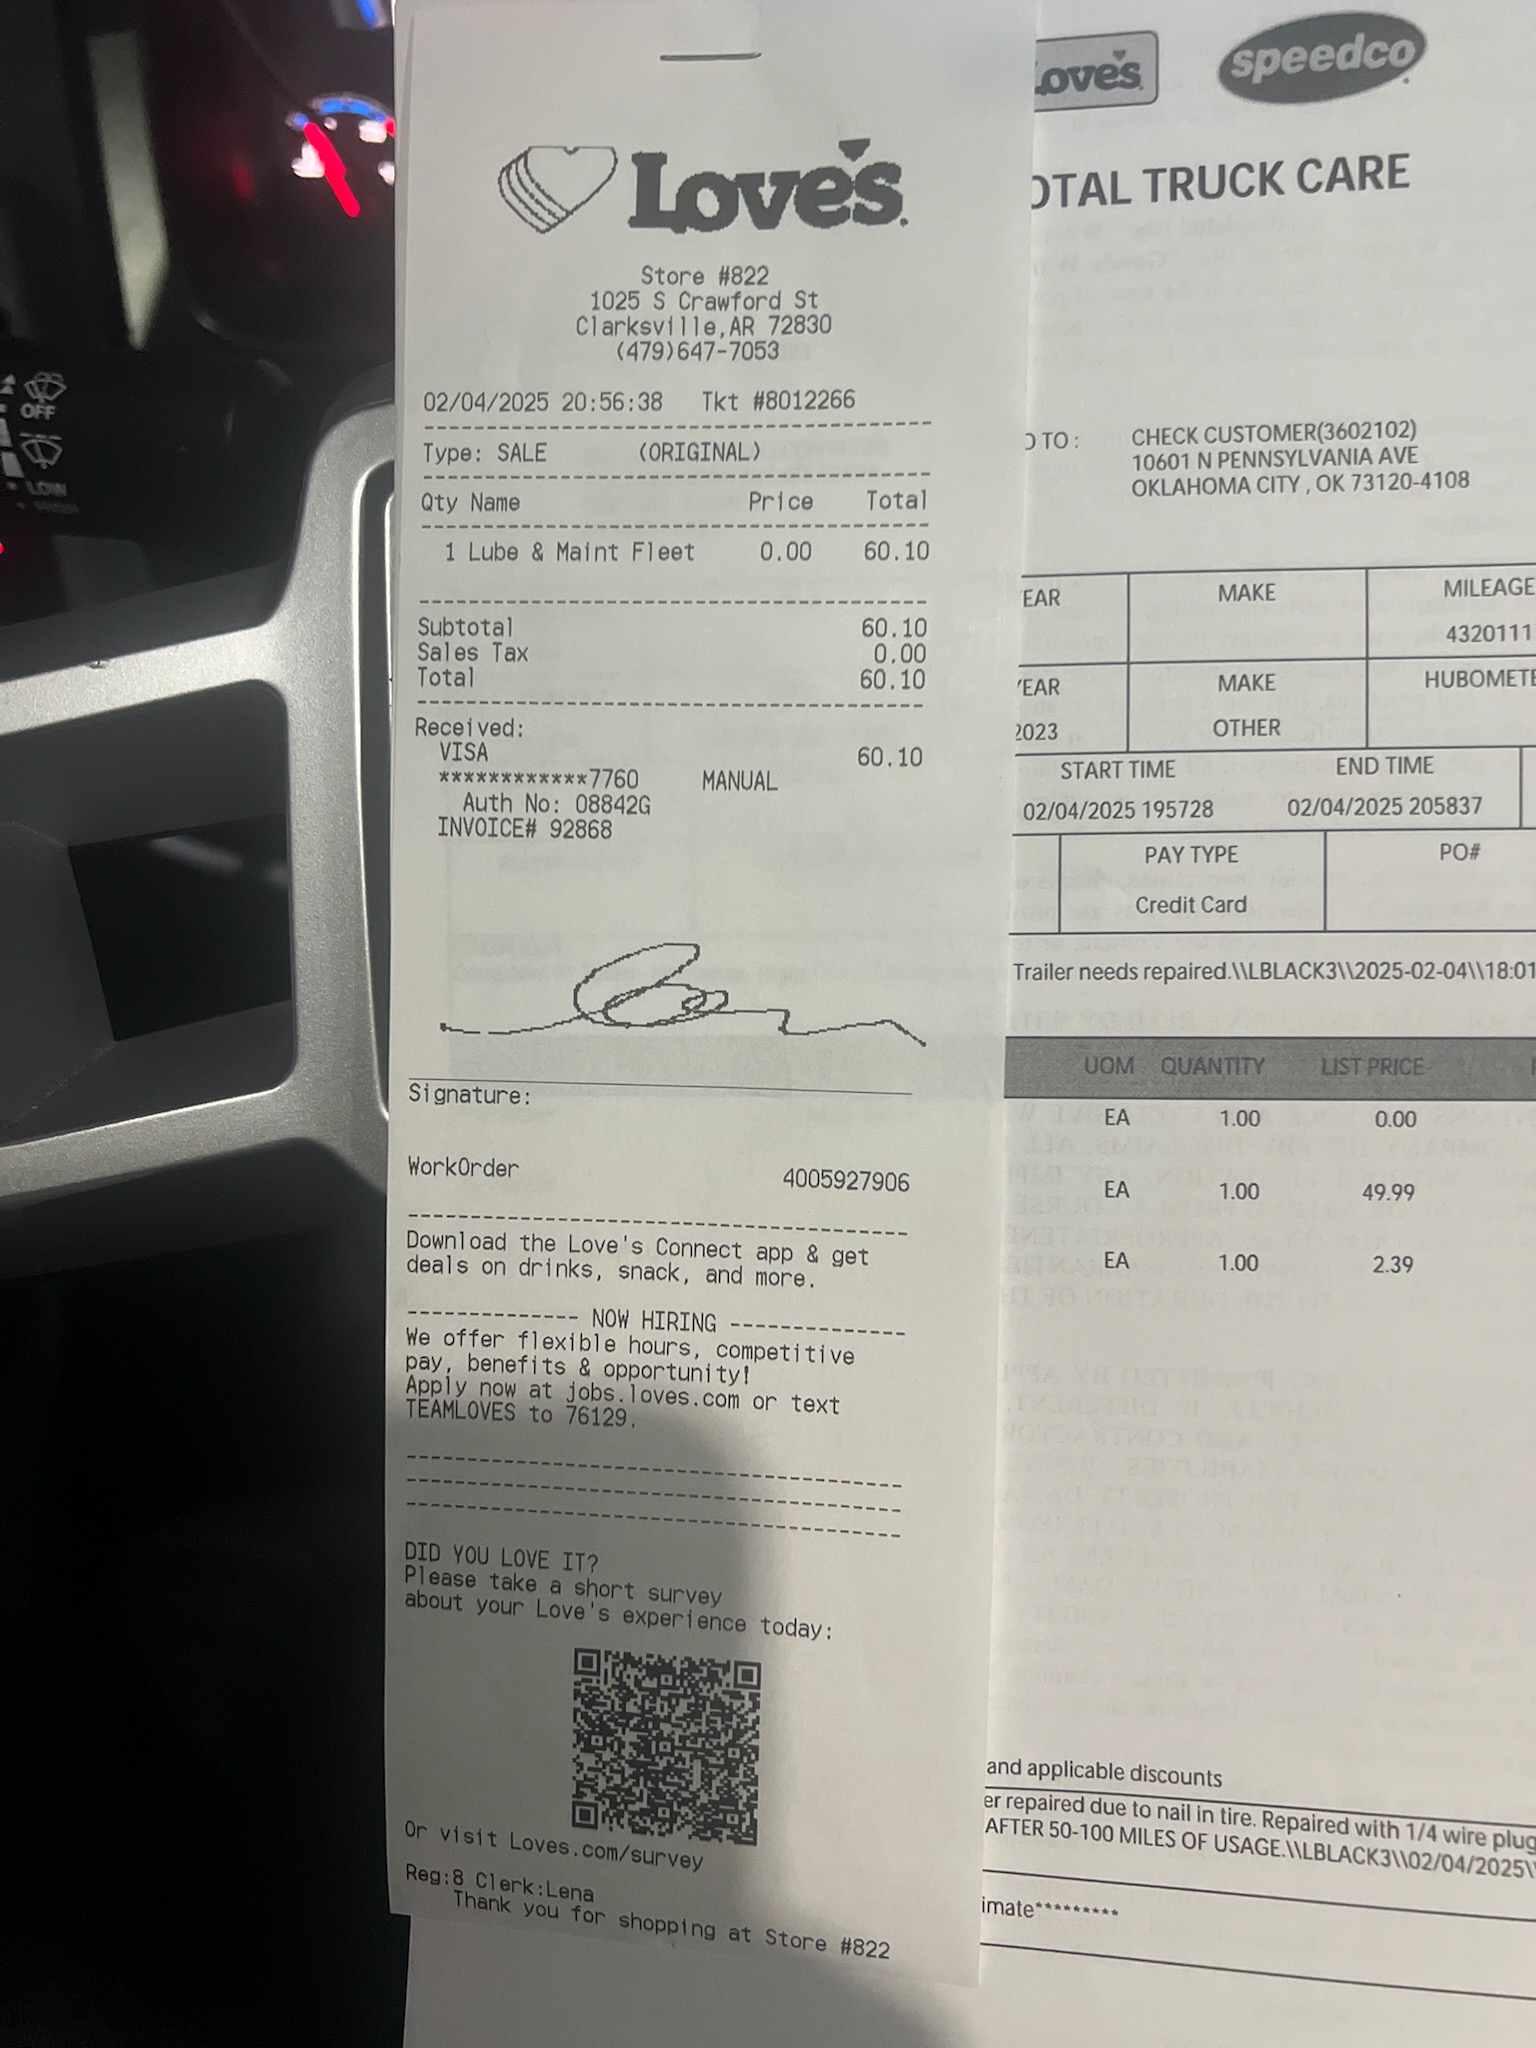 OFF
LOW
Love's
Store #822
1025 S Crawford St
Clarksville,AR 72830
(479)647-7053
02/04/2025 20:56:38 Tkt #8012266
Type: SALE (ORIGINAL)
Qty Name Price Total
1 Lube & Maint Fleet 0.00 60.10
Subtotal 60.10
Sales Tax 0.00
Total 60.10
Received:
VISA 60.10
************7760 MANUAL
Auth No: 08842G
INVOICE# 92868
Signature:
WorkOrder 4005927906
Download the Love's Connect app & get
deals on drinks, snack, and more.
-------------- NOW HIRING --------------
We offer flexible hours, competitive
pay, benefits & opportunity!
Apply now at jobs.loves.com or text
TEAMLOVES to 76129.
DID YOU LOVE IT?
Please take a short survey
about your Love's experience today:
Or visit Loves.com/survey
Reg:8 Clerk:Lena
Thank you for shopping at Store #822
Love's speedco
OTAL TRUCK CARE
D TO : CHECK CUSTOMER(3602102)
10601 N PENNSYLVANIA AVE
OKLAHOMA CITY , OK 73120-4108
EAR MAKE MILEAGE
4320111
YEAR MAKE HUBOMETE
2023 OTHER
START TIME END TIME
02/04/2025 195728 02/04/2025 205837
PAY TYPE PO#
Credit Card
Trailer needs repaired.\\LBLACK3\\2025-02-04\\18:01
UOM QUANTITY LIST PRICE
EA 1.00 0.00
EA 1.00 49.99
EA 1.00 2.39
and applicable discounts
er repaired due to nail in tire. Repaired with 1/4 wire plug
AFTER 50-100 MILES OF USAGE.\\LBLACK3\\02/04/2025\\
imate*********